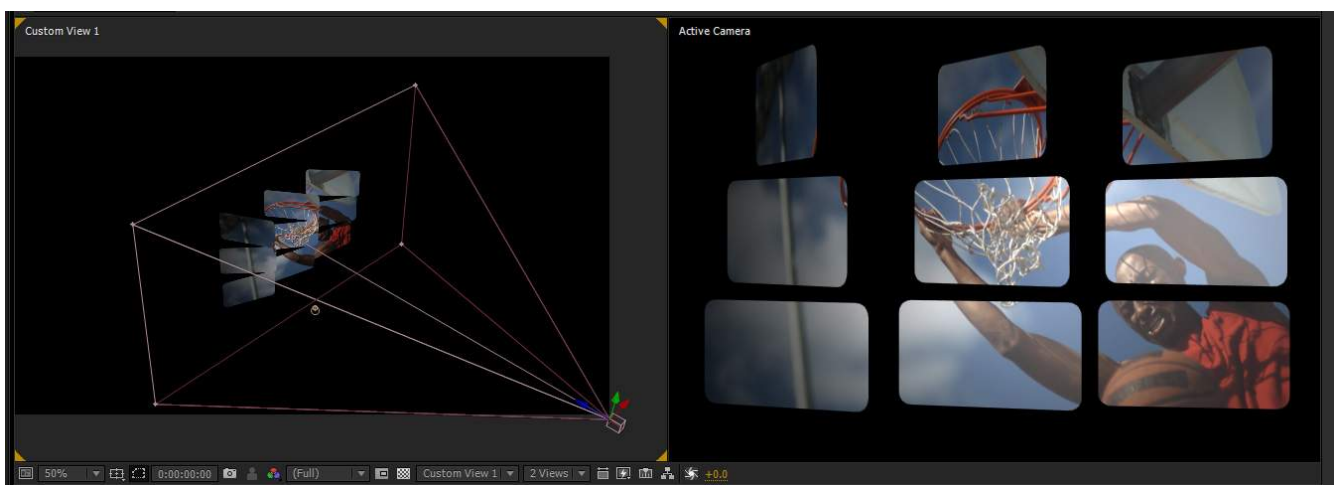 Custom View 1
Active Camera
50% 0:00:00:00 (Full) Custom View 1 2 Views +0.0